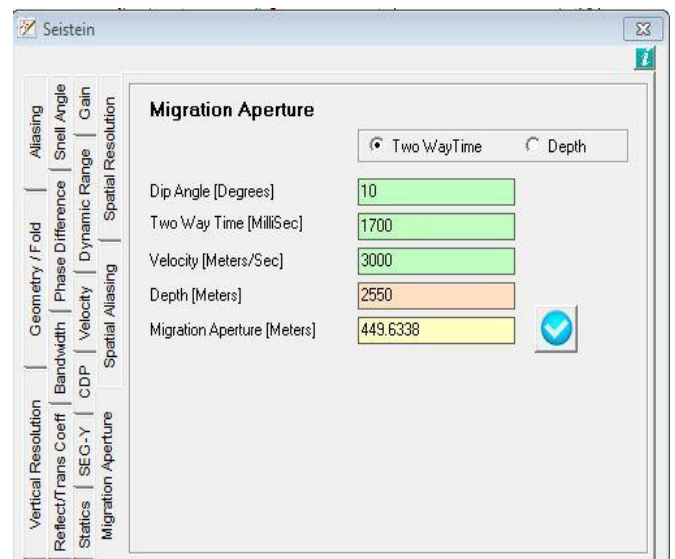 Seistein
i
Aliasing
Geometry / Fold
Vertical Resolution
Snell Angle
Phase Difference
Bandwidth
Reflect/Trans Coeff
Gain
Dynamic Range
Velocity
CDP
SEG-Y
Statics
Spatial Resolution
Spatial Aliasing
Migration Aperture
Migration Aperture
Two WayTime Depth
Dip Angle [Degrees] 10
Two Way Time [MilliSec] 1700
Velocity [Meters/Sec] 3000
Depth [Meters] 2550
Migration Aperture [Meters] 449.6338